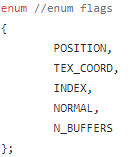 enum //enum flags
{
POSITION,
TEX_COORD,
INDEX,
NORMAL,
N_BUFFERS
};